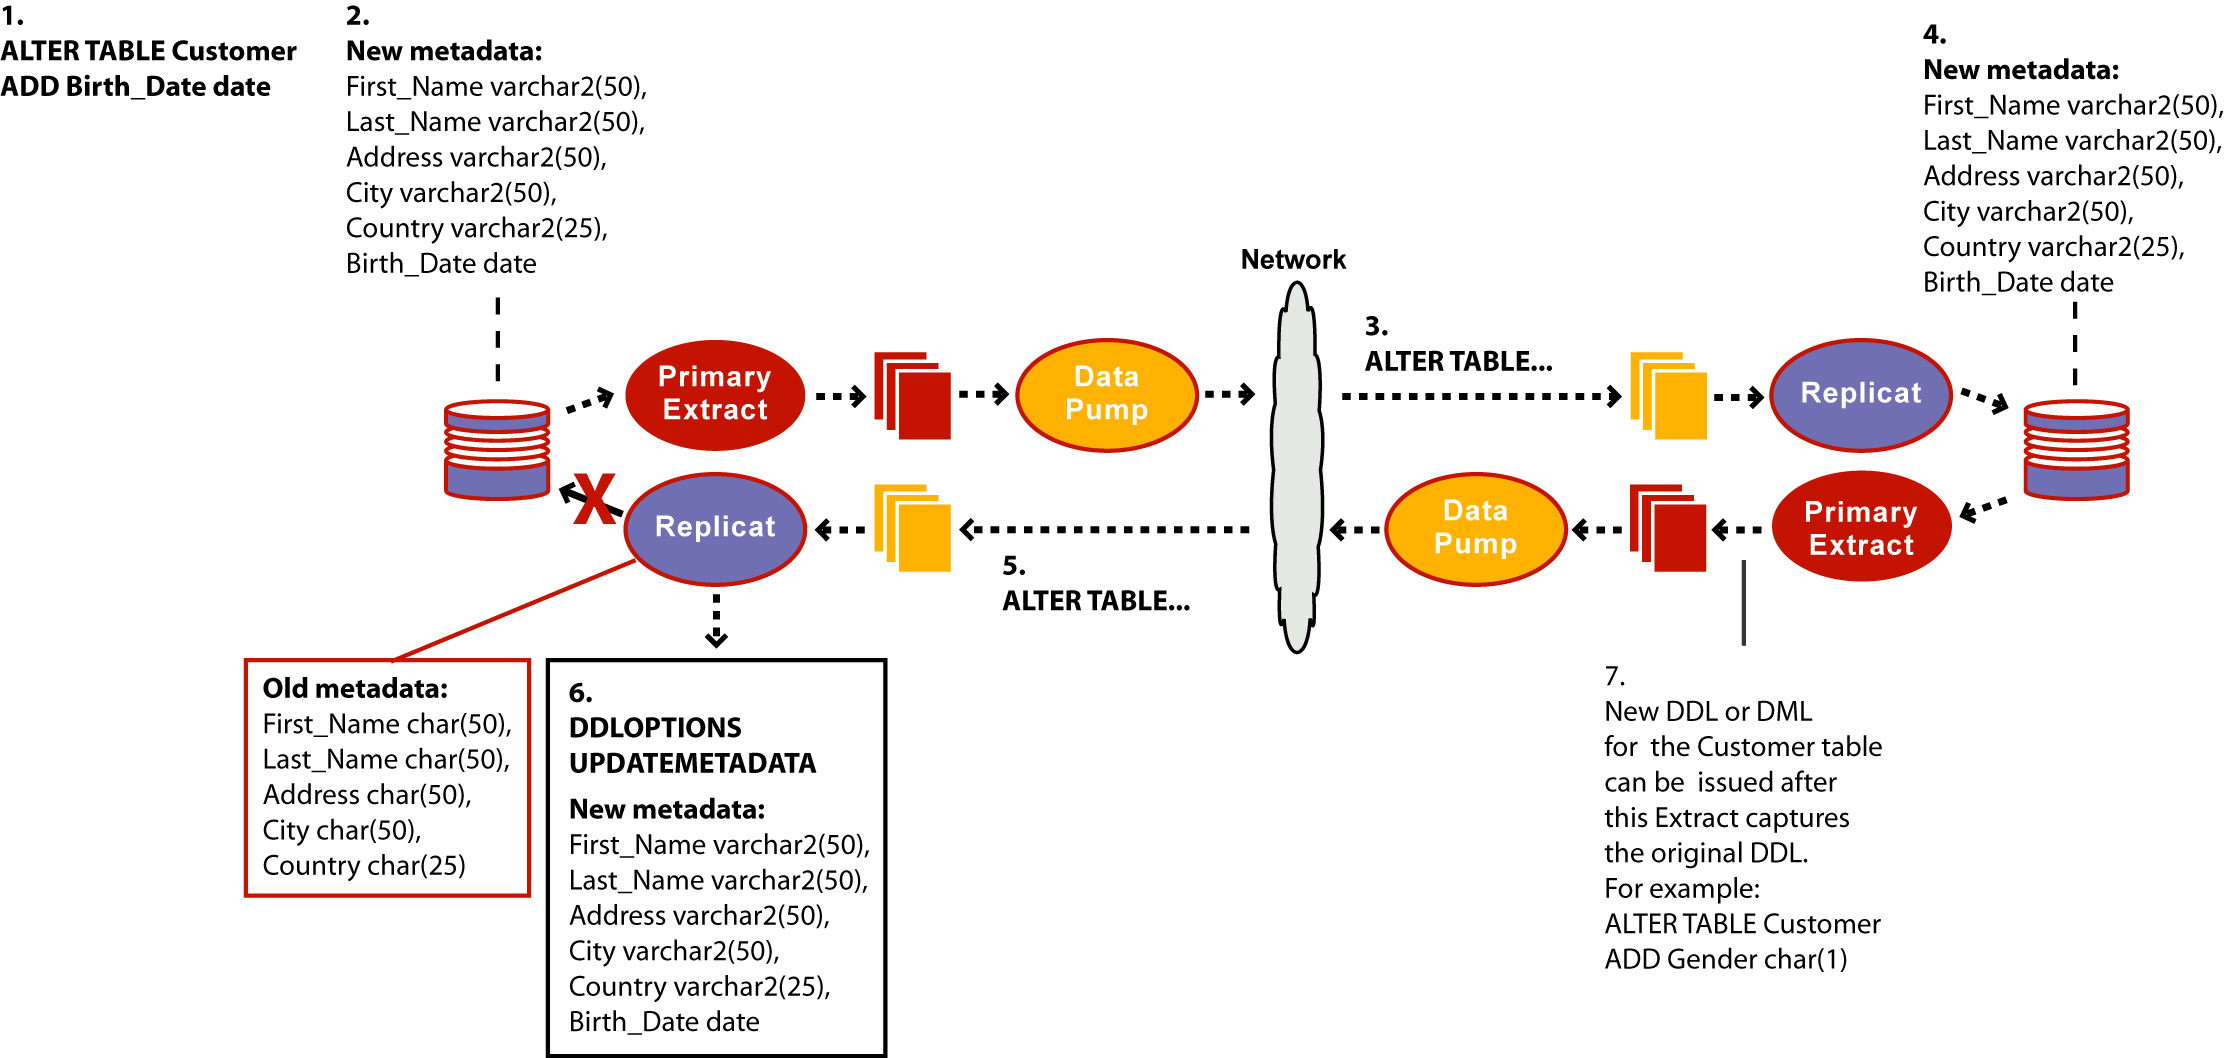 1.
ALTER TABLE Customer
ADD Birth_Date date
2.
New metadata:
First_Name varchar2(50),
Last_Name varchar2(50),
Address varchar2(50),
City varchar2(50),
Country varchar2(25),
Birth_Date date
4.
New metadata:
First_Name varchar2(50),
Last_Name varchar2(50),
Address varchar2(50),
City varchar2(50),
Country varchar2(25),
Birth_Date date
Network
3.
ALTER TABLE...
Primary
Extract
Data
Pump
Replicat
X
Replicat
5.
ALTER TABLE...
Data
Pump
Primary
Extract
Old metadata:
First_Name char(50),
Last_Name char(50),
Address char(50),
City char(50),
Country char(25)
6.
DDLOPTIONS
UPDATEMETADATA
New metadata:
First_Name varchar2(50),
Last_Name varchar2(50),
Address varchar2(50),
City varchar2(50),
Country varchar2(25),
Birth_Date date
7.
New DDL or DML
for the Customer table
can be issued after
this Extract captures
the original DDL.
For example:
ALTER TABLE Customer
ADD Gender char(1)